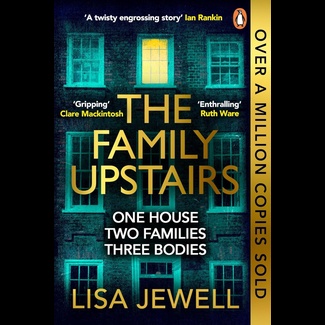 'A twisty engrossing story' Ian Rankin
'Gripping'
Clare Mackintosh
'Enthralling'
Ruth Ware
THE
FAMILY
UPSTAIRS
ONE HOUSE
TWO FAMILIES
THREE BODIES
LISA JEWELL
OVER A MILLION COPIES SOLD